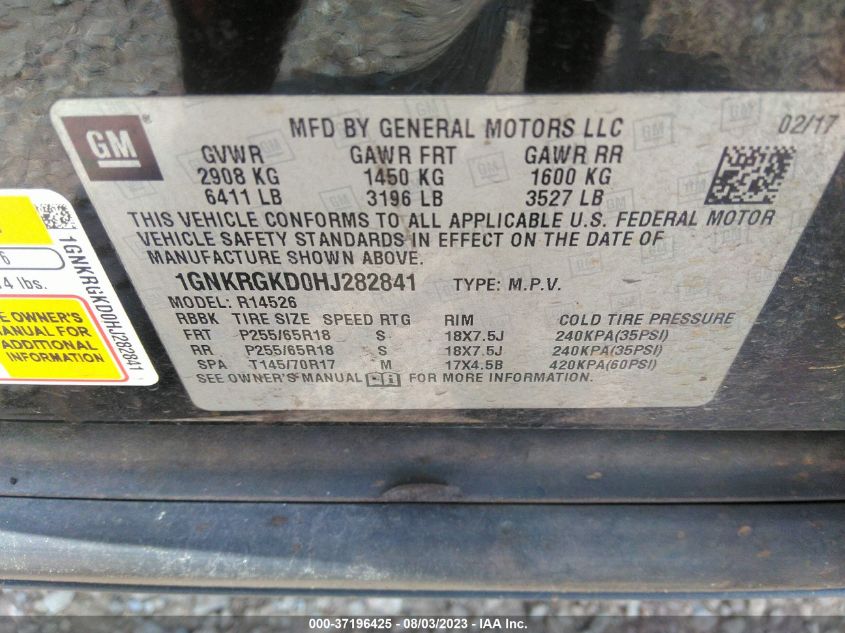 GM
MFD BY GENERAL MOTORS LLC
02/17
GVWR GAWR FRT GAWR RR
2908 KG 1450 KG 1600 KG
6411 LB 3196 LB 3527 LB
THIS VEHICLE CONFORMS TO ALL APPLICABLE U.S. FEDERAL MOTOR
VEHICLE SAFETY STANDARDS IN EFFECT ON THE DATE OF
MANUFACTURE SHOWN ABOVE.
1GNKRGKD0HJ282841 TYPE: M.P.V.
MODEL: R14526
RBBK TIRE SIZE SPEED RTG RIM COLD TIRE PRESSURE
FRT P255/65R18 S 18X7.5J 240KPA(35PSI)
RR P255/65R18 S 18X7.5J 240KPA(35PSI)
SPA T145/70R17 M 17X4.5B 420KPA(60PSI)
SEE OWNER'S MANUAL FOR MORE INFORMATION.
6
4 lbs.
E OWNER'S
MANUAL FOR
ADDITIONAL
INFORMATION
1GNKRGKD0HJ282841
000-37196425 - 08/03/2023 - IAA Inc.